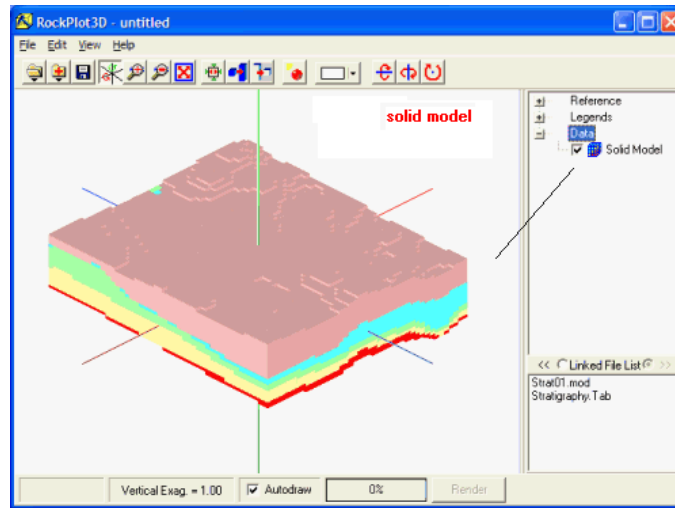 RockPlot3D - untitled
File Edit View Help
solid model
Reference
Legends
Data
Solid Model
<< Linked File List >>
Strat01.mod
Stratigraphy.Tab
Vertical Exag. = 1.00 Autodraw 0% Render